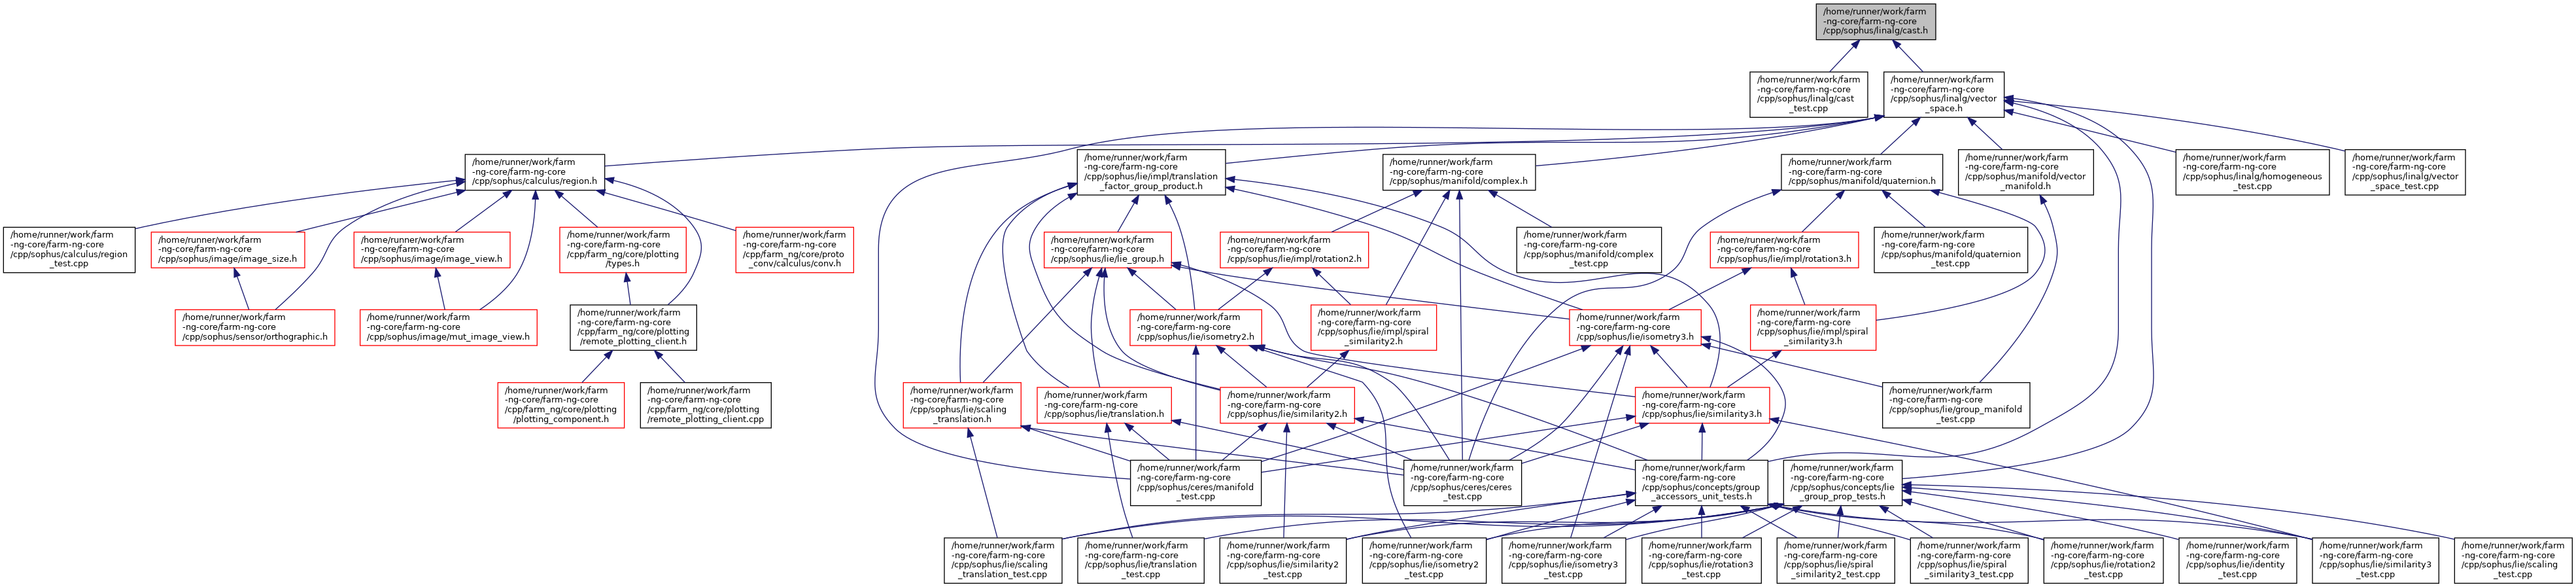 /home/runner/work/farm
-ng-core/farm-ng-core
/cpp/sophus/linalg/cast.h
/home/runner/work/farm
-ng-core/farm-ng-core
/cpp/sophus/linalg/cast
_test.cpp
/home/runner/work/farm
-ng-core/farm-ng-core
/cpp/sophus/linalg/vector
_space.h
/home/runner/work/farm
-ng-core/farm-ng-core
/cpp/sophus/calculus/region.h
/home/runner/work/farm
-ng-core/farm-ng-core
/cpp/sophus/lie/impl/translation
_factor_group_product.h
/home/runner/work/farm
-ng-core/farm-ng-core
/cpp/sophus/manifold/complex.h
/home/runner/work/farm
-ng-core/farm-ng-core
/cpp/sophus/manifold/quaternion.h
/home/runner/work/farm
-ng-core/farm-ng-core
/cpp/sophus/manifold/vector
_manifold.h
/home/runner/work/farm
-ng-core/farm-ng-core
/cpp/sophus/linalg/homogeneous
_test.cpp
/home/runner/work/farm
-ng-core/farm-ng-core
/cpp/sophus/linalg/vector
_space_test.cpp
/home/runner/work/farm
-ng-core/farm-ng-core
/cpp/sophus/calculus/region
_test.cpp
/home/runner/work/farm
-ng-core/farm-ng-core
/cpp/sophus/image/image_size.h
/home/runner/work/farm
-ng-core/farm-ng-core
/cpp/sophus/image/image_view.h
/home/runner/work/farm
-ng-core/farm-ng-core
/cpp/farm_ng/core/plotting
/types.h
/home/runner/work/farm
-ng-core/farm-ng-core
/cpp/farm_ng/core/proto
_conv/calculus/conv.h
/home/runner/work/farm
-ng-core/farm-ng-core
/cpp/sophus/lie/lie_group.h
/home/runner/work/farm
-ng-core/farm-ng-core
/cpp/sophus/lie/impl/rotation2.h
/home/runner/work/farm
-ng-core/farm-ng-core
/cpp/sophus/manifold/complex
_test.cpp
/home/runner/work/farm
-ng-core/farm-ng-core
/cpp/sophus/lie/impl/rotation3.h
/home/runner/work/farm
-ng-core/farm-ng-core
/cpp/sophus/manifold/quaternion
_test.cpp
/home/runner/work/farm
-ng-core/farm-ng-core
/cpp/sophus/sensor/orthographic.h
/home/runner/work/farm
-ng-core/farm-ng-core
/cpp/sophus/image/mut_image_view.h
/home/runner/work/farm
-ng-core/farm-ng-core
/cpp/farm_ng/core/plotting
/remote_plotting_client.h
/home/runner/work/farm
-ng-core/farm-ng-core
/cpp/sophus/lie/isometry2.h
/home/runner/work/farm
-ng-core/farm-ng-core
/cpp/sophus/lie/impl/spiral
_similarity2.h
/home/runner/work/farm
-ng-core/farm-ng-core
/cpp/sophus/lie/isometry3.h
/home/runner/work/farm
-ng-core/farm-ng-core
/cpp/sophus/lie/impl/spiral
_similarity3.h
/home/runner/work/farm
-ng-core/farm-ng-core
/cpp/farm_ng/core/plotting
/plotting_component.h
/home/runner/work/farm
-ng-core/farm-ng-core
/cpp/farm_ng/core/plotting
/remote_plotting_client.cpp
/home/runner/work/farm
-ng-core/farm-ng-core
/cpp/sophus/lie/scaling
_translation.h
/home/runner/work/farm
-ng-core/farm-ng-core
/cpp/sophus/lie/translation.h
/home/runner/work/farm
-ng-core/farm-ng-core
/cpp/sophus/lie/similarity2.h
/home/runner/work/farm
-ng-core/farm-ng-core
/cpp/sophus/lie/similarity3.h
/home/runner/work/farm
-ng-core/farm-ng-core
/cpp/sophus/lie/group_manifold
_test.cpp
/home/runner/work/farm
-ng-core/farm-ng-core
/cpp/sophus/ceres/manifold
_test.cpp
/home/runner/work/farm
-ng-core/farm-ng-core
/cpp/sophus/ceres/ceres
_test.cpp
/home/runner/work/farm
-ng-core/farm-ng-core
/cpp/sophus/concepts/group
_accessors_unit_tests.h
/home/runner/work/farm
-ng-core/farm-ng-core
/cpp/sophus/concepts/lie
_group_prop_tests.h
/home/runner/work/farm
-ng-core/farm-ng-core
/cpp/sophus/lie/scaling
_translation_test.cpp
/home/runner/work/farm
-ng-core/farm-ng-core
/cpp/sophus/lie/translation
_test.cpp
/home/runner/work/farm
-ng-core/farm-ng-core
/cpp/sophus/lie/similarity2
_test.cpp
/home/runner/work/farm
-ng-core/farm-ng-core
/cpp/sophus/lie/isometry2
_test.cpp
/home/runner/work/farm
-ng-core/farm-ng-core
/cpp/sophus/lie/isometry3
_test.cpp
/home/runner/work/farm
-ng-core/farm-ng-core
/cpp/sophus/lie/rotation3
_test.cpp
/home/runner/work/farm
-ng-core/farm-ng-core
/cpp/sophus/lie/spiral
_similarity2_test.cpp
/home/runner/work/farm
-ng-core/farm-ng-core
/cpp/sophus/lie/spiral
_similarity3_test.cpp
/home/runner/work/farm
-ng-core/farm-ng-core
/cpp/sophus/lie/rotation2
_test.cpp
/home/runner/work/farm
-ng-core/farm-ng-core
/cpp/sophus/lie/identity
_test.cpp
/home/runner/work/farm
-ng-core/farm-ng-core
/cpp/sophus/lie/similarity3
_test.cpp
/home/runner/work/farm
-ng-core/farm-ng-core
/cpp/sophus/lie/scaling
_test.cpp